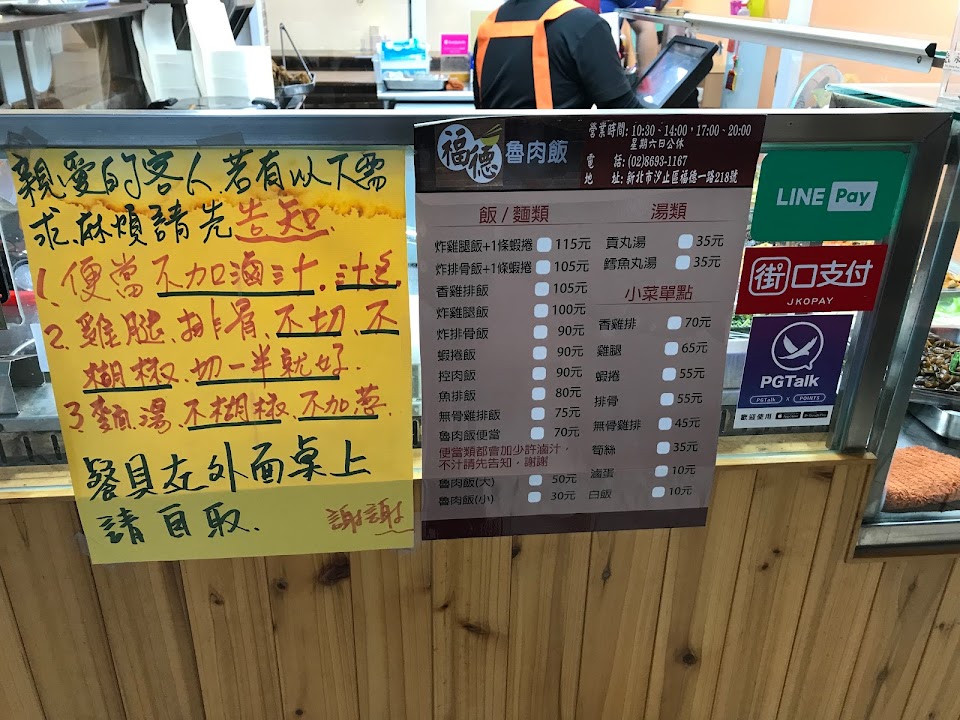 親愛的客人.若有以下需
求.麻煩請先告知.
1.便當不加滷汁.汁多
2.雞腿.排骨.不切.不
糊椒.切一半就好.
3麵.湯.不糊椒.不加蔥.
餐具在外面桌上
請自取.
謝謝
福德
魯肉飯
營業時間: 10:30、14:00，17:00、20:00
星期六日公休
電　話: (02)8693-1167
地　址: 新北市汐止區福德一路218號
飯 / 麵類
炸雞腿飯+1條蝦捲 115元
炸排骨飯+1條蝦捲 105元
香雞排飯 105元
炸雞腿飯 100元
炸排骨飯 90元
蝦捲飯 90元
控肉飯 90元
魚排飯 80元
無骨雞排飯 75元
魯肉飯便當 70元
便當類都會加少許滷汁，
不汁請先告知，謝謝
魯肉飯(大) 50元
魯肉飯(小) 30元
湯類
貢丸湯 35元
鱈魚丸湯 35元
小菜單點
香雞排 70元
雞腿 65元
蝦捲 55元
排骨 55元
無骨雞排 45元
筍絲 35元
滷蛋 10元
白飯 10元
LINE Pay
街口支付
JKOPAY
PGTalk
PGTalk X POINTS
歡迎使用